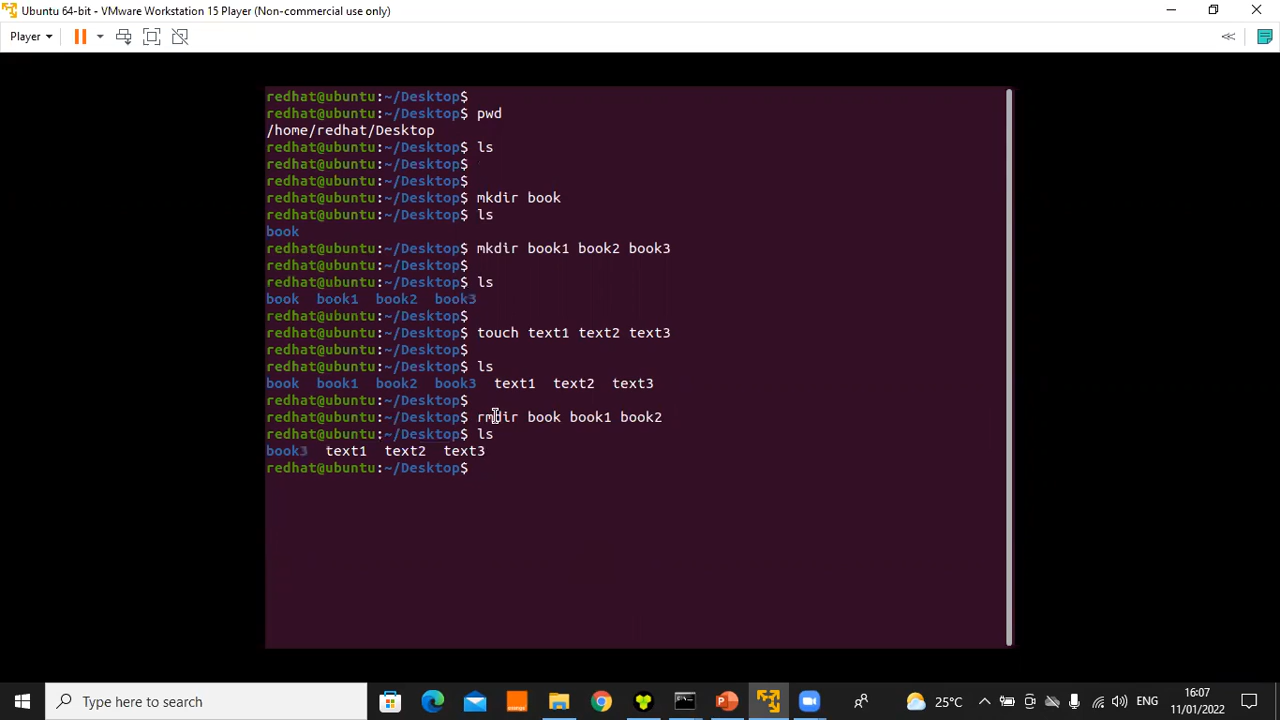 Ubuntu 64-bit - VMware Workstation 15 Player (Non-commercial use only)
Player
redhat@ubuntu:~/Desktop$
redhat@ubuntu:~/Desktop$ pwd
/home/redhat/Desktop
redhat@ubuntu:~/Desktop$ ls
redhat@ubuntu:~/Desktop$
redhat@ubuntu:~/Desktop$
redhat@ubuntu:~/Desktop$ mkdir book
redhat@ubuntu:~/Desktop$ ls
book
redhat@ubuntu:~/Desktop$ mkdir book1 book2 book3
redhat@ubuntu:~/Desktop$
redhat@ubuntu:~/Desktop$ ls
book book1 book2 book3
redhat@ubuntu:~/Desktop$
redhat@ubuntu:~/Desktop$ touch text1 text2 text3
redhat@ubuntu:~/Desktop$
redhat@ubuntu:~/Desktop$ ls
book book1 book2 book3 text1 text2 text3
redhat@ubuntu:~/Desktop$
redhat@ubuntu:~/Desktop$ rmdir book book1 book2
redhat@ubuntu:~/Desktop$ ls
book3 text1 text2 text3
redhat@ubuntu:~/Desktop$
Type here to search
25°C
ENG
16:07
11/01/2022